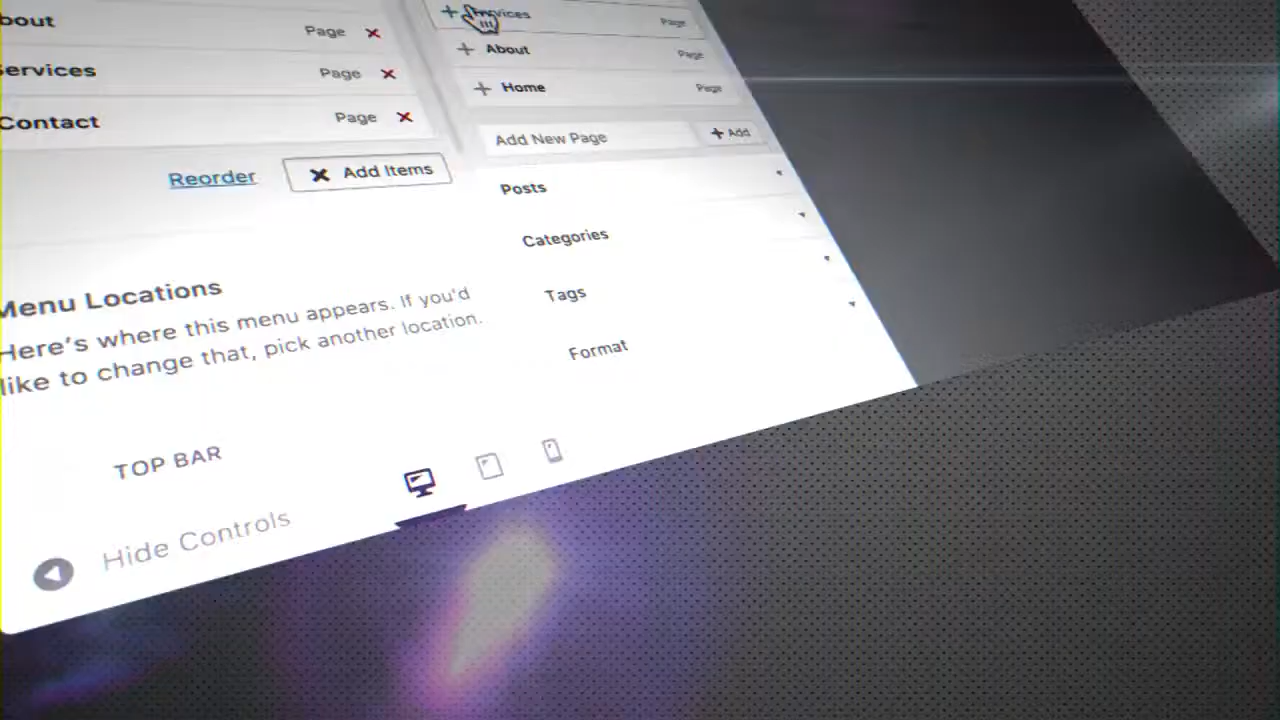 bout Page
ervices Page
Contact Page
Reorder Add Items
Menu Locations
Here's where this menu appears. If you'd
like to change that, pick another location.
TOP BAR
Hide Controls
Page
About Page
Home Page
Add New Page Add
Posts
Categories
Tags
Format